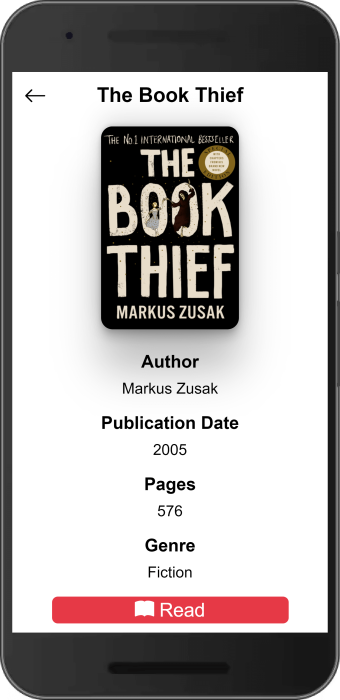 The Book Thief
THE NO.1 INTERNATIONAL BESTSELLER
THE
BOOK
THIEF
MARKUS ZUSAK
Author
Markus Zusak
Publication Date
2005
Pages
576
Genre
Fiction
Read